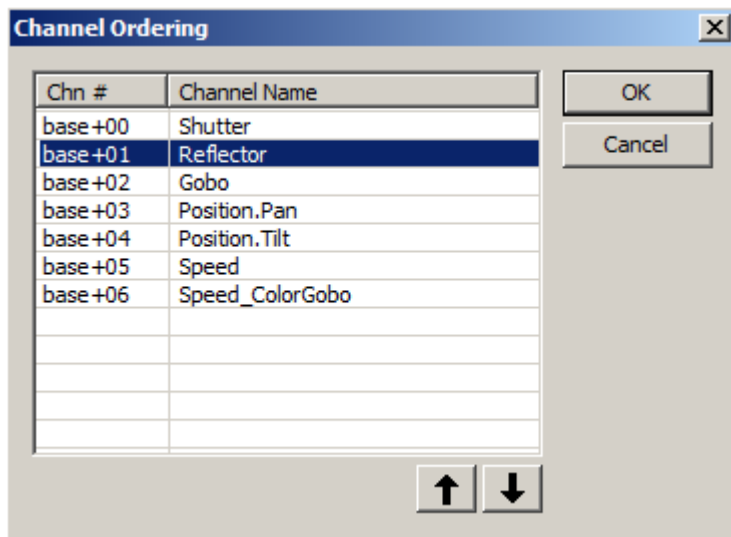 Channel Ordering
Chn # Channel Name
base+00 Shutter
base+01 Reflector
base+02 Gobo
base+03 Position.Pan
base+04 Position.Tilt
base+05 Speed
base+06 Speed_ColorGobo
OK
Cancel